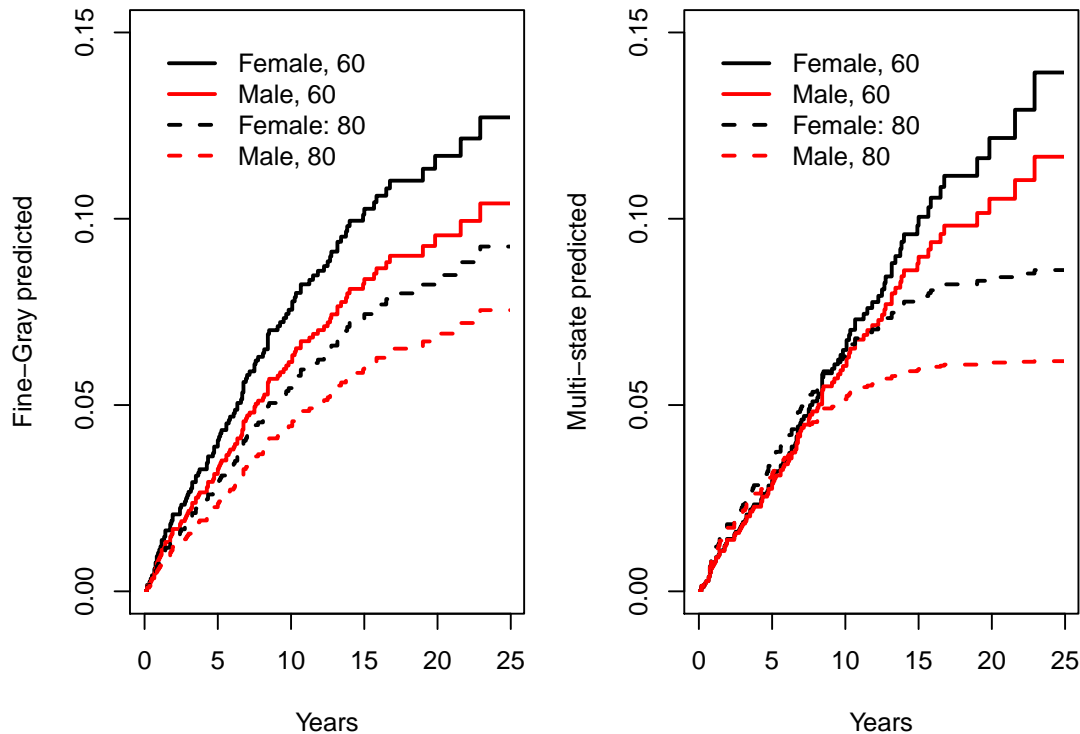 Fine−Gray predicted
0.15
0.10
0.05
0.00
Female, 60
Male, 60
Female: 80
Male, 80
0 5 10 15 20 25
Years
Multi−state predicted
0.15
0.10
0.05
0.00
Female, 60
Male, 60
Female: 80
Male, 80
0 5 10 15 20 25
Years